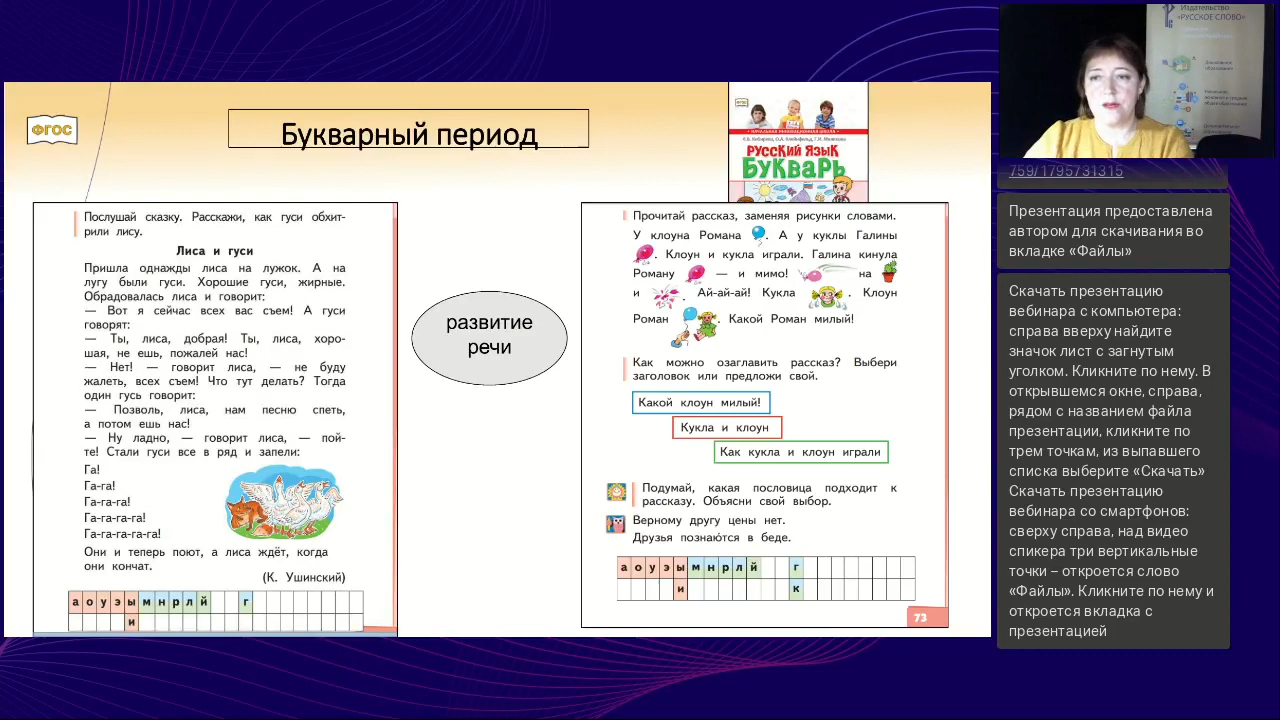 ФГОС
Букварный период
ФГОС
РУССКИЙ ЯЗЫК
БУКВАРЬ
Послушай сказку. Расскажи, как гуси обхит-
рили лису.
Лиса и гуси
Пришла однажды лиса на лужок. А на
лугу были гуси. Хорошие гуси, жирные.
Обрадовалась лиса и говорит:
— Вот я сейчас всех вас съем! А гуси
говорят:
— Ты, лиса, добрая! Ты, лиса, хоро-
шая, не ешь, пожалей нас!
— Нет! — говорит лиса, — не буду
жалеть, всех съем! Что тут делать? Тогда
один гусь говорит:
— Позволь, лиса, нам песню спеть,
а потом ешь нас!
— Ну ладно, — говорит лиса, — пой-
те! Стали гуси все в ряд и запели:
Га!
Га-га!
Га-га-га!
Га-га-га-га!
Га-га-га-га-га!
Они и теперь поют, а лиса ждёт, когда
они кончат.
(К. Ушинский)
а о у э ы м н р л й г
и
развитие
речи
Прочитай рассказ, заменяя рисунки словами.
У клоуна Романа . А у куклы Галины
. Клоун и кукла играли. Галина кинула
Роману — и мимо! на
и . Ай-ай-ай! Кукла . Клоун
Роман . Какой Роман милый!
Как можно озаглавить рассказ? Выбери
заголовок или предложи свой.
Какой клоун милый!
Кукла и клоун
Как кукла и клоун играли
Подумай, какая пословица подходит к
рассказу. Объясни свой выбор.
Верному другу цены нет.
Друзья познаются в беде.
а о у э ы м н р л й г
и к
73
Издательство
«РУССКОЕ СЛОВО»
759/1795731315
Презентация предоставлена
автором для скачивания во
вкладке «Файлы»
Скачать презентацию
вебинара с компьютера:
справа вверху найдите
значок лист с загнутым
уголком. Кликните по нему. В
открывшемся окне, справа,
рядом с названием файла
презентации, кликните по
трем точкам, из выпавшего
списка выберите «Скачать»
Скачать презентацию
вебинара со смартфонов:
сверху справа, над видео
спикера три вертикальные
точки – откроется слово
«Файлы». Кликните по нему и
откроется вкладка с
презентацией